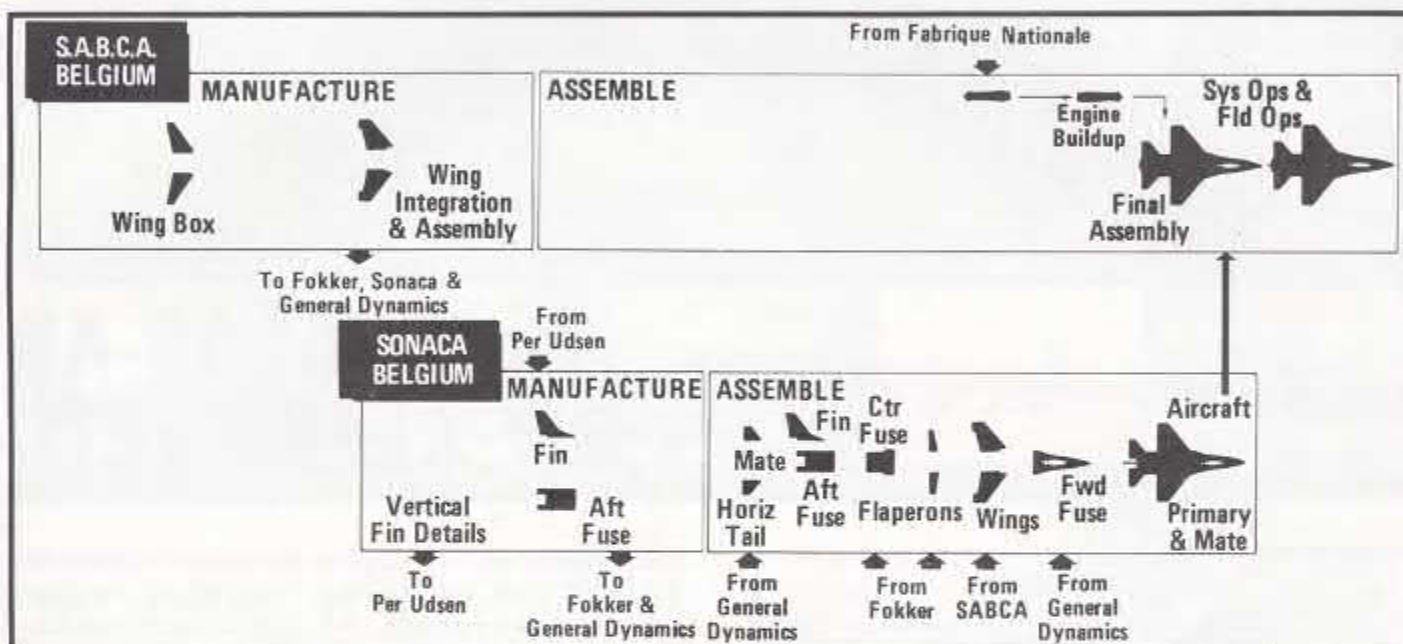 S.A.B.C.A.
BELGIUM
MANUFACTURE
Wing Box
Wing
Integration
& Assembly
To Fokker, Sonaca &
General Dynamics
ASSEMBLE
From Fabrique Nationale
Engine
Buildup
Sys Ops &
Fld Ops
Final
Assembly
SONACA
BELGIUM
From
Per Udsen
MANUFACTURE
Fin
Vertical
Fin Details
Aft
Fuse
To
Per Udsen
To
Fokker &
General Dynamics
ASSEMBLE
Mate
Horiz
Tail
Fin
Aft
Fuse
Ctr
Fuse
Flaperons
Wings
Fwd
Fuse
Aircraft
Primary
& Mate
From
General
Dynamics
From
Fokker
From
SABCA
From
General
Dynamics